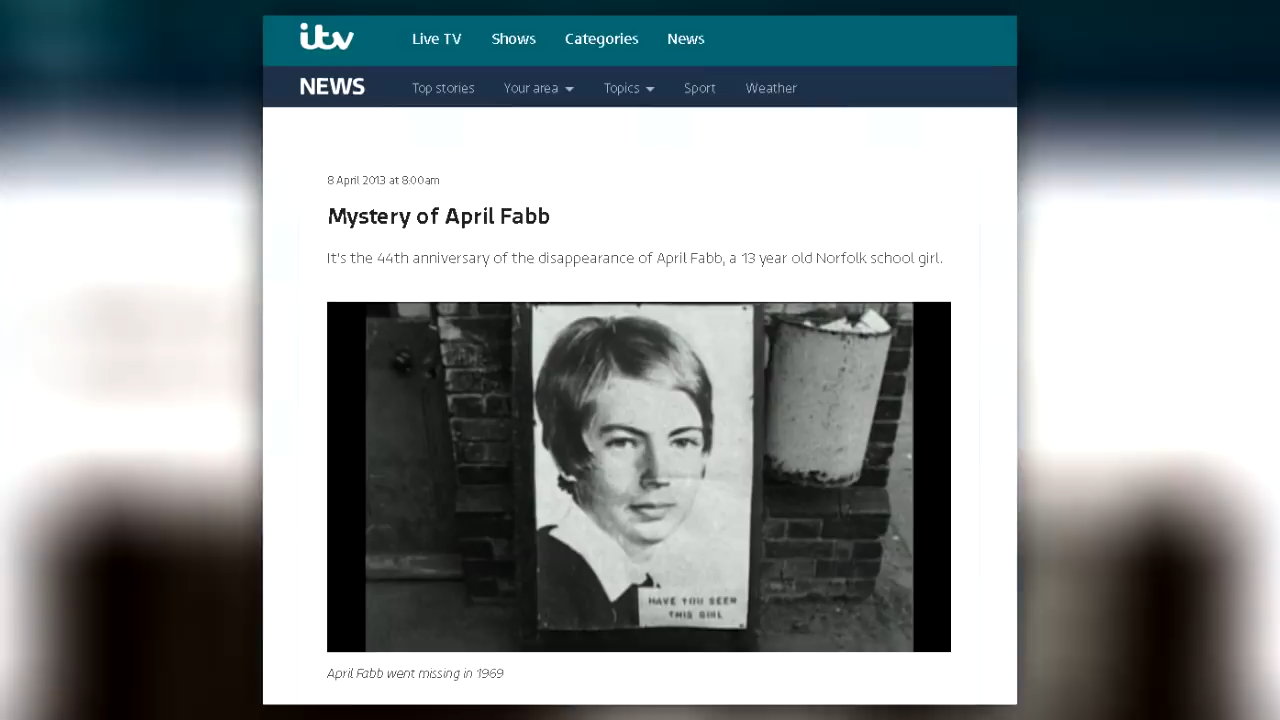 itv Live TV Shows Categories News
NEWS Top stories Your area Topics Sport Weather
8 April 2013 at 8:00am
Mystery of April Fabb
It's the 44th anniversary of the disappearance of April Fabb, a 13 year old Norfolk school girl.
HAVE YOU SEEN
THIS GIRL
April Fabb went missing in 1969